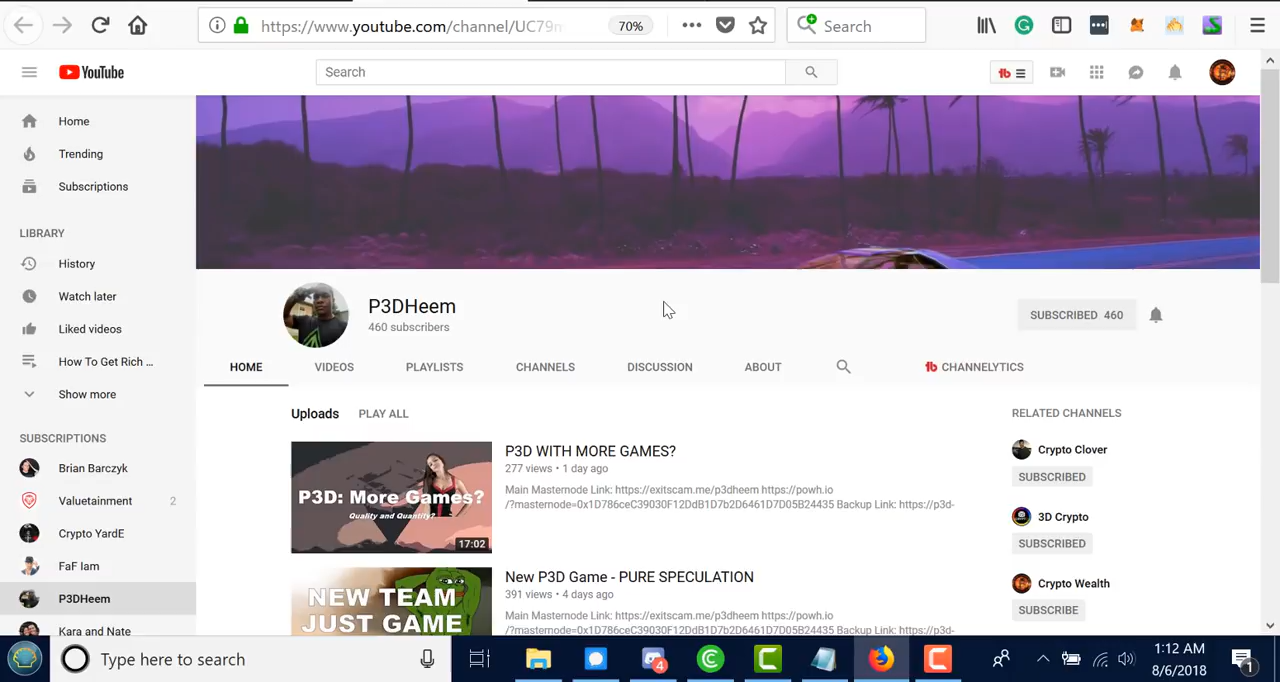 https://www.youtube.com/channel/UC79
70%
Search
YouTube
Search
tb
Home
Trending
Subscriptions
LIBRARY
History
Watch later
Liked videos
How To Get Rich ...
Show more
SUBSCRIPTIONS
Brian Barczyk
Valuetainment 2
Crypto YardE
FaF Iam
P3DHeem
Kara and Nate
P3DHeem
460 subscribers
SUBSCRIBED 460
HOME VIDEOS PLAYLISTS CHANNELS DISCUSSION ABOUT tb CHANNELYTICS
Uploads PLAY ALL
P3D: More Games?
Quality and Quantity?
17:02
P3D WITH MORE GAMES?
277 views • 1 day ago
Main Masternode Link: https://exitscam.me/p3dheem https://powh.io
/?masternode=0x1D786ceC39030F12DdB1D7b2D6461D7D05B24435 Backup Link: https://p3d-
NEW TEAM
JUST GAME
New P3D Game - PURE SPECULATION
391 views • 4 days ago
Main Masternode Link: https://exitscam.me/p3dheem https://powh.io
/?masternode=0x1D786ceC39030F12DdB1D7b2D6461D7D05B24435 Backup Link: https://p3d-
RELATED CHANNELS
Crypto Clover
SUBSCRIBED
3D Crypto
SUBSCRIBED
Crypto Wealth
SUBSCRIBE
Type here to search
4
1:12 AM
8/6/2018
1